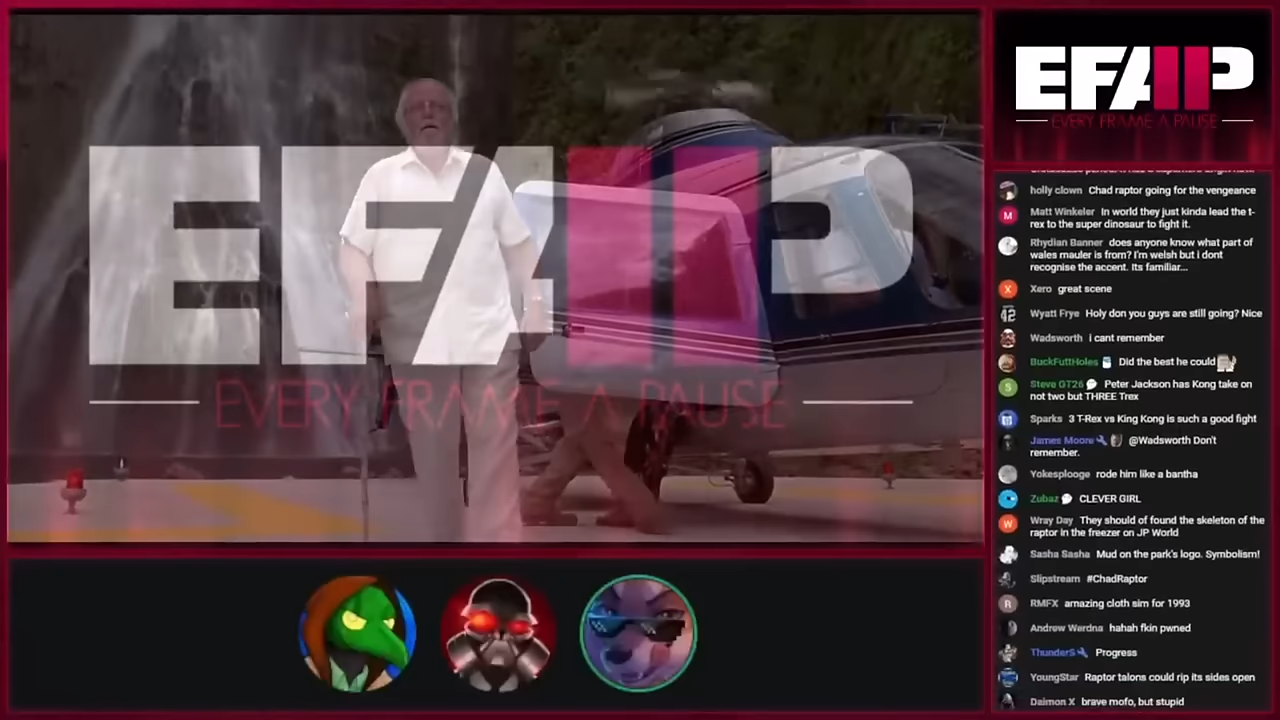 EFAP
EVERY FRAME A PAUSE
EFAP
EVERY FRAME A PAUSE
holly clown Chad raptor going for the vengeance
Matt Winkeler In world they just kinda lead the t-
rex to the super dinosaur to fight it.
Rhydian Banner does anyone know what part of
wales mauler is from? I'm welsh but i dont
recognise the accent. Its familiar...
Xero great scene
Wyatt Frye Holy don you guys are still going? Nice
Wadsworth i cant remember
BuckFuttHoles Did the best he could
Steve GT26 Peter Jackson has Kong take on
not two but THREE Trex
Sparks 3 T-Rex vs King Kong is such a good fight
James Moore @Wadsworth Don't
remember.
Yokesplooge rode him like a bantha
Zubaz CLEVER GIRL
Wray Day They should of found the skeleton of the
raptor in the freezer on JP World
Sasha Sasha Mud on the park's logo. Symbolism!
Slipstream #ChadRaptor
RMFX amazing cloth sim for 1993
Andrew Wardna hahah fkin pwned
ThunderS Progress
YoungStar Raptor talons could rip its sides open
Daimon X brave mofo, but stupid